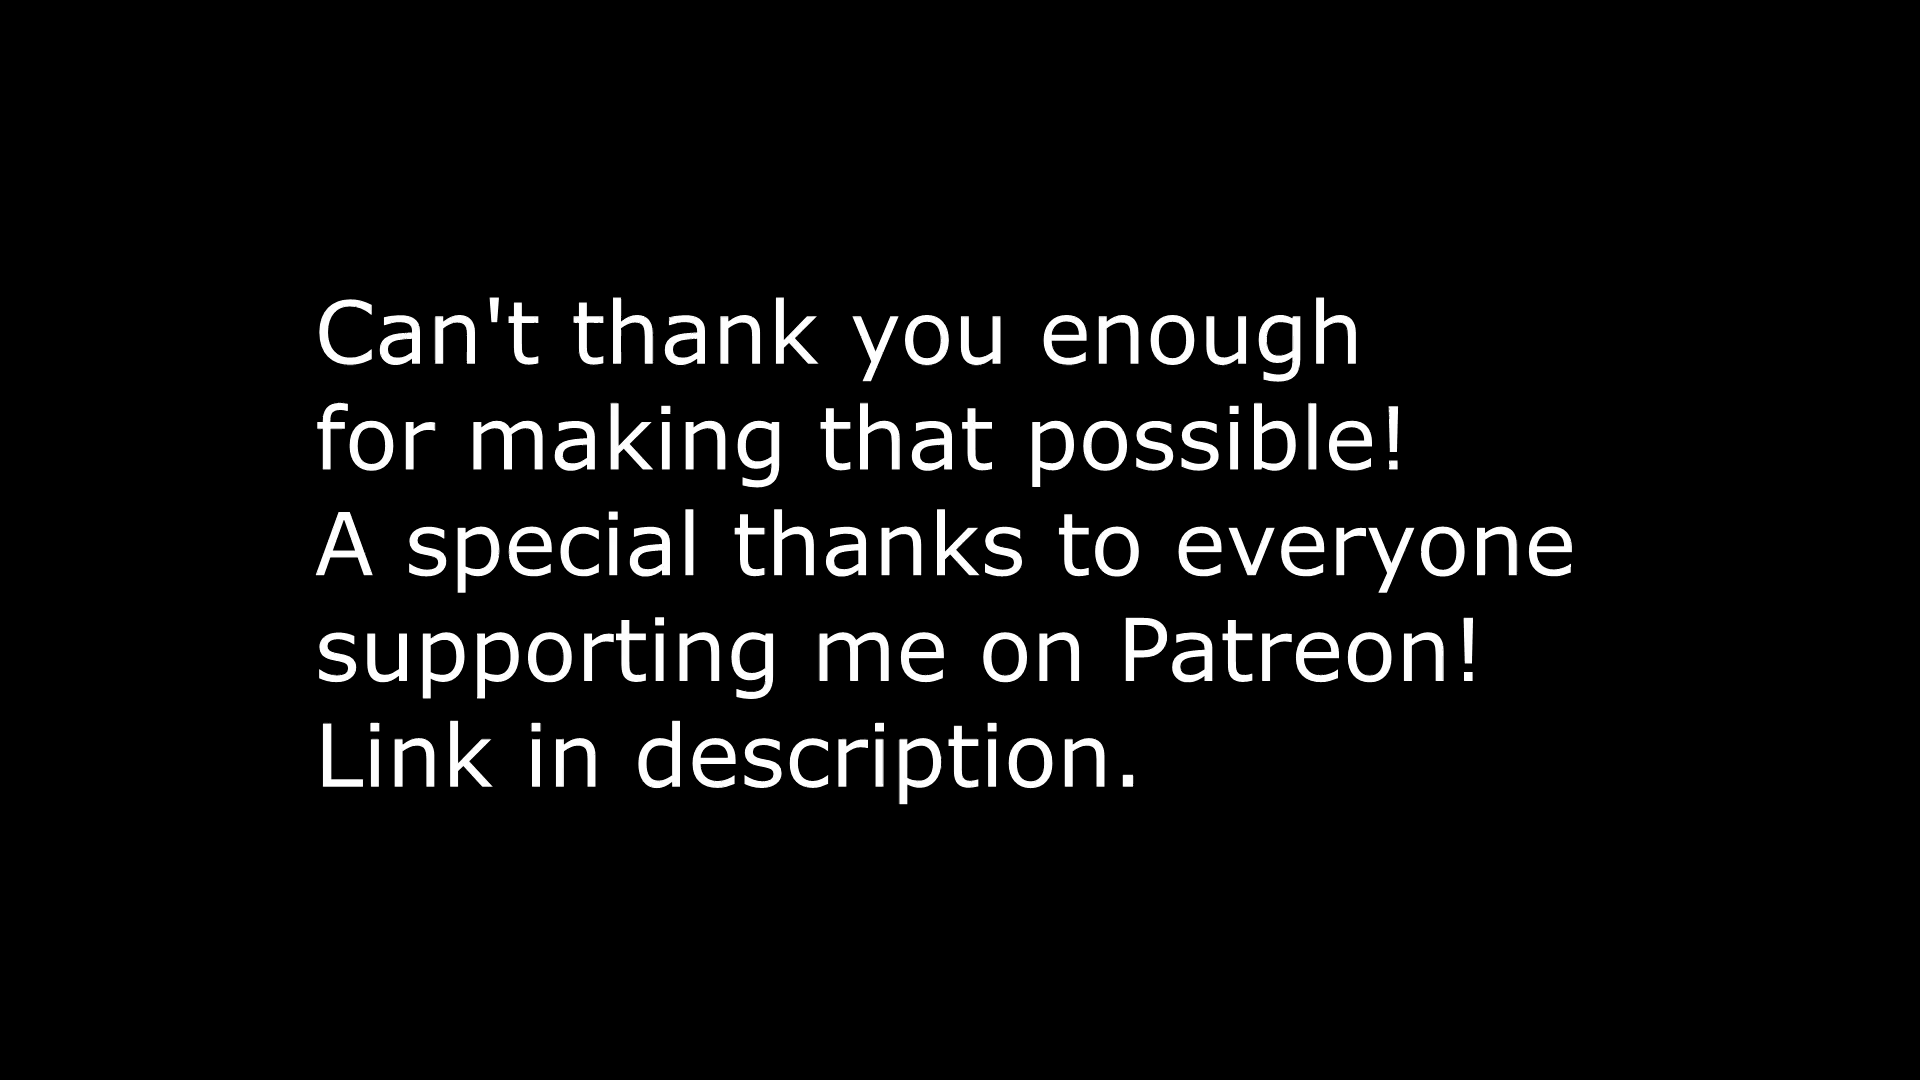 Can't thank you enough
for making that possible!
A special thanks to everyone
supporting me on Patreon!
Link in description.